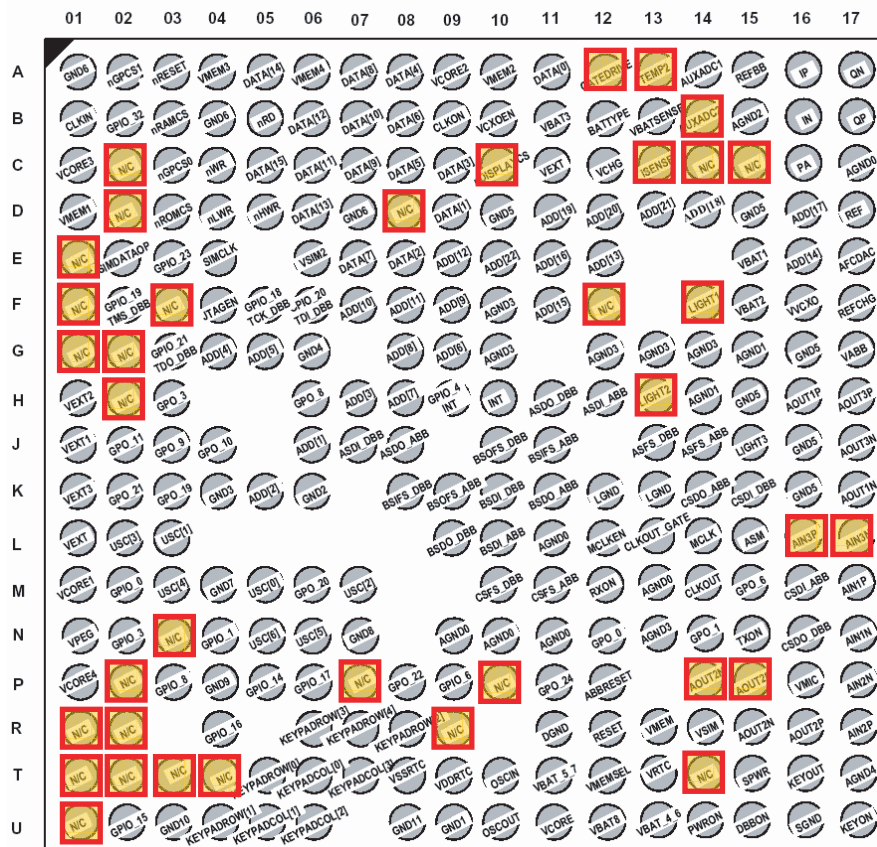 01 02 03 04 05 06 08 09 10 11 12 13 14 15 16 17
A GND6 nGPCS1 nRESET VMEM3 DATA[14] VMEM4 DATA[8] DATA[4] VCORE2 VMEM2 DATA[0] GATEDRIVE TEMP2 AUXADC1 REFBB IP QN
B CLKIN GPIO_32 nRAMCS GND6 nRD DATA[12] DATA[10] DATA[6] CLKON VCXOEN VBAT3 BATTYPE VBATSENSE AUXADC2 AGND2 IN QP
C VCORE3 N/C nGPCS0 nWR DATA[15] DATA[11] DATA[9] DATA[5] DATA[3] VEXT VCHG ISENSE N/C N/C PA AGND0
D VMEM1 N/C nROMCS nLWR nHWR DATA[13] GND6 N/C DATA[1] GND5 ADD[19] ADD[20] ADD[21] ADD[18] GND5 ADD[17] REF
E N/C SIMDATAOP GPIO_23 SIMCLK VSIM2 DATA[7] DATA[2] ADD[12] ADD[22] ADD[16] ADD[13] VBAT1 ADD[14] AFCDAC
F N/C GPIO_19 TMS_DBB N/C JTAGEN GPIO_18 TCK_DBB GPIO_20 TDI_DBB ADD[10] ADD[11] ADD[9] AGND3 ADD[15] N/C LIGHT1 VBAT2 VVCXO REFCHG
G N/C N/C GPIO_21 TDO_DBB ADD[4] ADD[5] GND4 ADD[8] ADD[6] AGND3 AGND3 AGND3 AGND3 AGND1 GND5 VABB
H VEXT2 N/C GPO_3 GPO_8 ADD[3] ADD[7] GPIO_4 INT INT ASDO_DBB ASDI_ABB LIGHT2 AGND1 GND5 AOUT1P AOUT3P
J VEXT1 GPO_11 GPO_9 GPO_10 ADD[1] ASDI_DBB ASDO_ABB BSOFS_DBB BSIFS_ABB ASFS_DBB ASFS_ABB LIGHT3 GND5 AOUT3N
K VEXT3 GPO_21 GPO_19 GND3 ADD[2] GND2 BSIFS_DBB BSOFS_ABB BSDI_DBB BSDO_ABB LGND LGND CSDO_ABB CSDI_DBB GND5 AOUT1N
L VEXT USC[3] USC[1] BSDO_DBB BSDI_ABB AGND0 MCLKEN CLKOUT_GATE MCLK ASM AIN3P AIN3N
M VCORE1 GPIO_0 USC[4] GND7 USC[0] GPO_20 USC[2] CSFS_DBB CSFS_ABB RXON AGND0 CLKOUT GPO_6 CSDI_ABB AIN1P
N VPEG GPIO_3 N/C GPIO_1 USC[6] USC[5] GND8 AGND0 AGND0 AGND0 GPO_0 AGND3 GPO_1 TXON CSDO_DBB AIN1N
P VCORE4 N/C GPIO_8 GND9 GPIO_14 GPIO_17 N/C GPO_22 GPIO_6 N/C GPO_24 ABBRESET VMIC AIN2N
R N/C N/C GPIO_16 KEYPADROW[3] KEYPADROW[4] KEYPADROW[2] N/C DGND RESET VMEM VSIM AOUT2N AOUT2P AIN2P
T N/C N/C N/C N/C KEYPADROW[0] KEYPADCOL[0] KEYPADCOL[3] VSSRTC VDDRTC OSCIN VBAT_5_7 VMEMSEL VRTC N/C SPWR KEYOUT AGND4
U N/C GPIO_15 GND10 KEYPADROW[1] KEYPADCOL[1] KEYPADCOL[2] GND11 GND1 OSCOUT VCORE VBAT8 VBAT_4_6 PWRON DBBON SGND KEYON